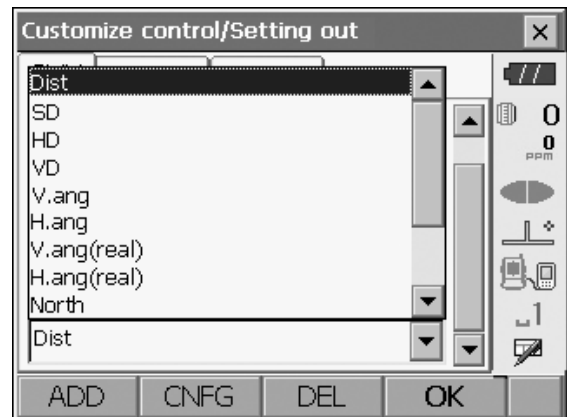 Customize control/Setting out
Dist
SD
HD
VD
V.ang
H.ang
V.ang(real)
H.ang(real)
North
Dist
0
0
PPM
1
ADD CNFG DEL OK